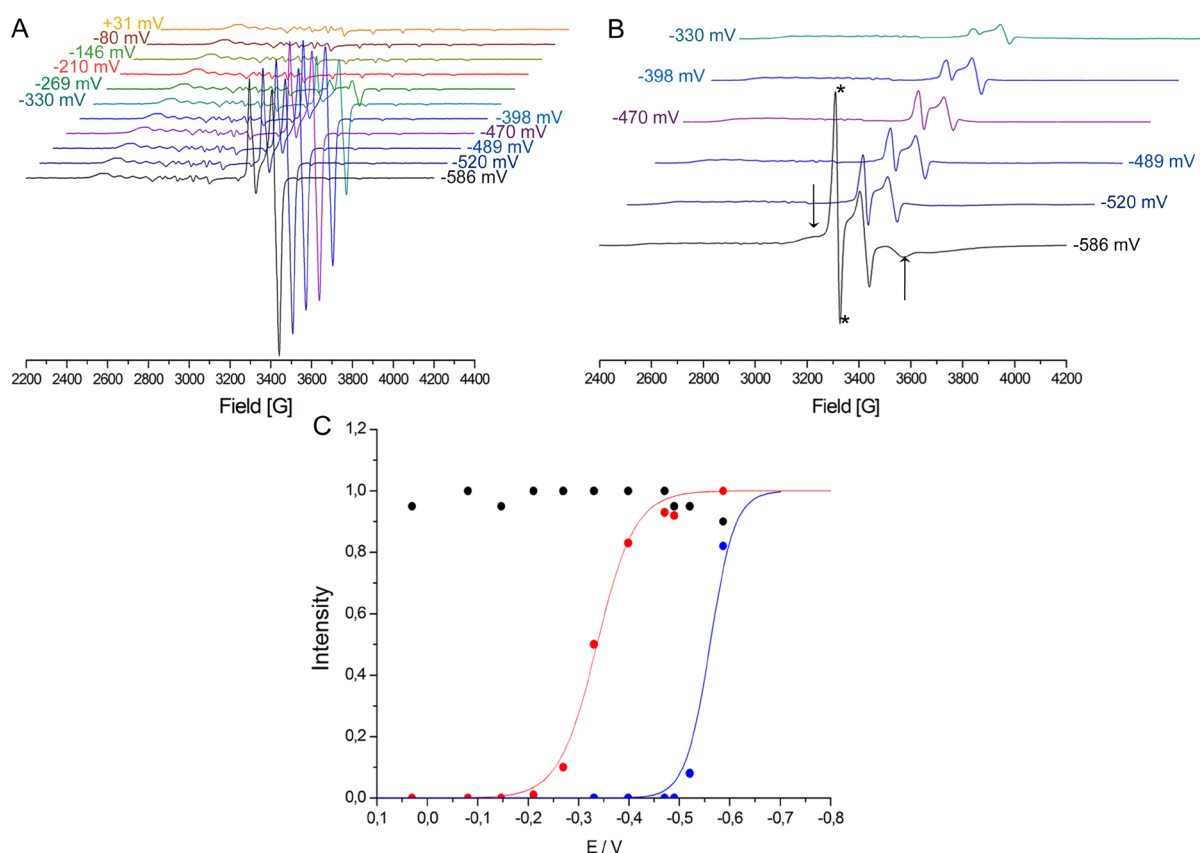 A
+31 mV
-80 mV
-146 mV
-210 mV
-269 mV
-330 mV
-398 mV
-470 mV
-489 mV
-520 mV
-586 mV
2200 2400 2600 2800 3000 3200 3400 3600 3800 4000 4200 4400
Field [G]
B
-330 mV
-398 mV
-470 mV
-489 mV
-520 mV
-586 mV
*
*
2400 2600 2800 3000 3200 3400 3600 3800 4000 4200
Field [G]
C
1,2
1,0
0,8
0,6
0,4
0,2
0,0
Intensity
0,1 0,0 -0,1 -0,2 -0,3 -0,4 -0,5 -0,6 -0,7 -0,8
E / V